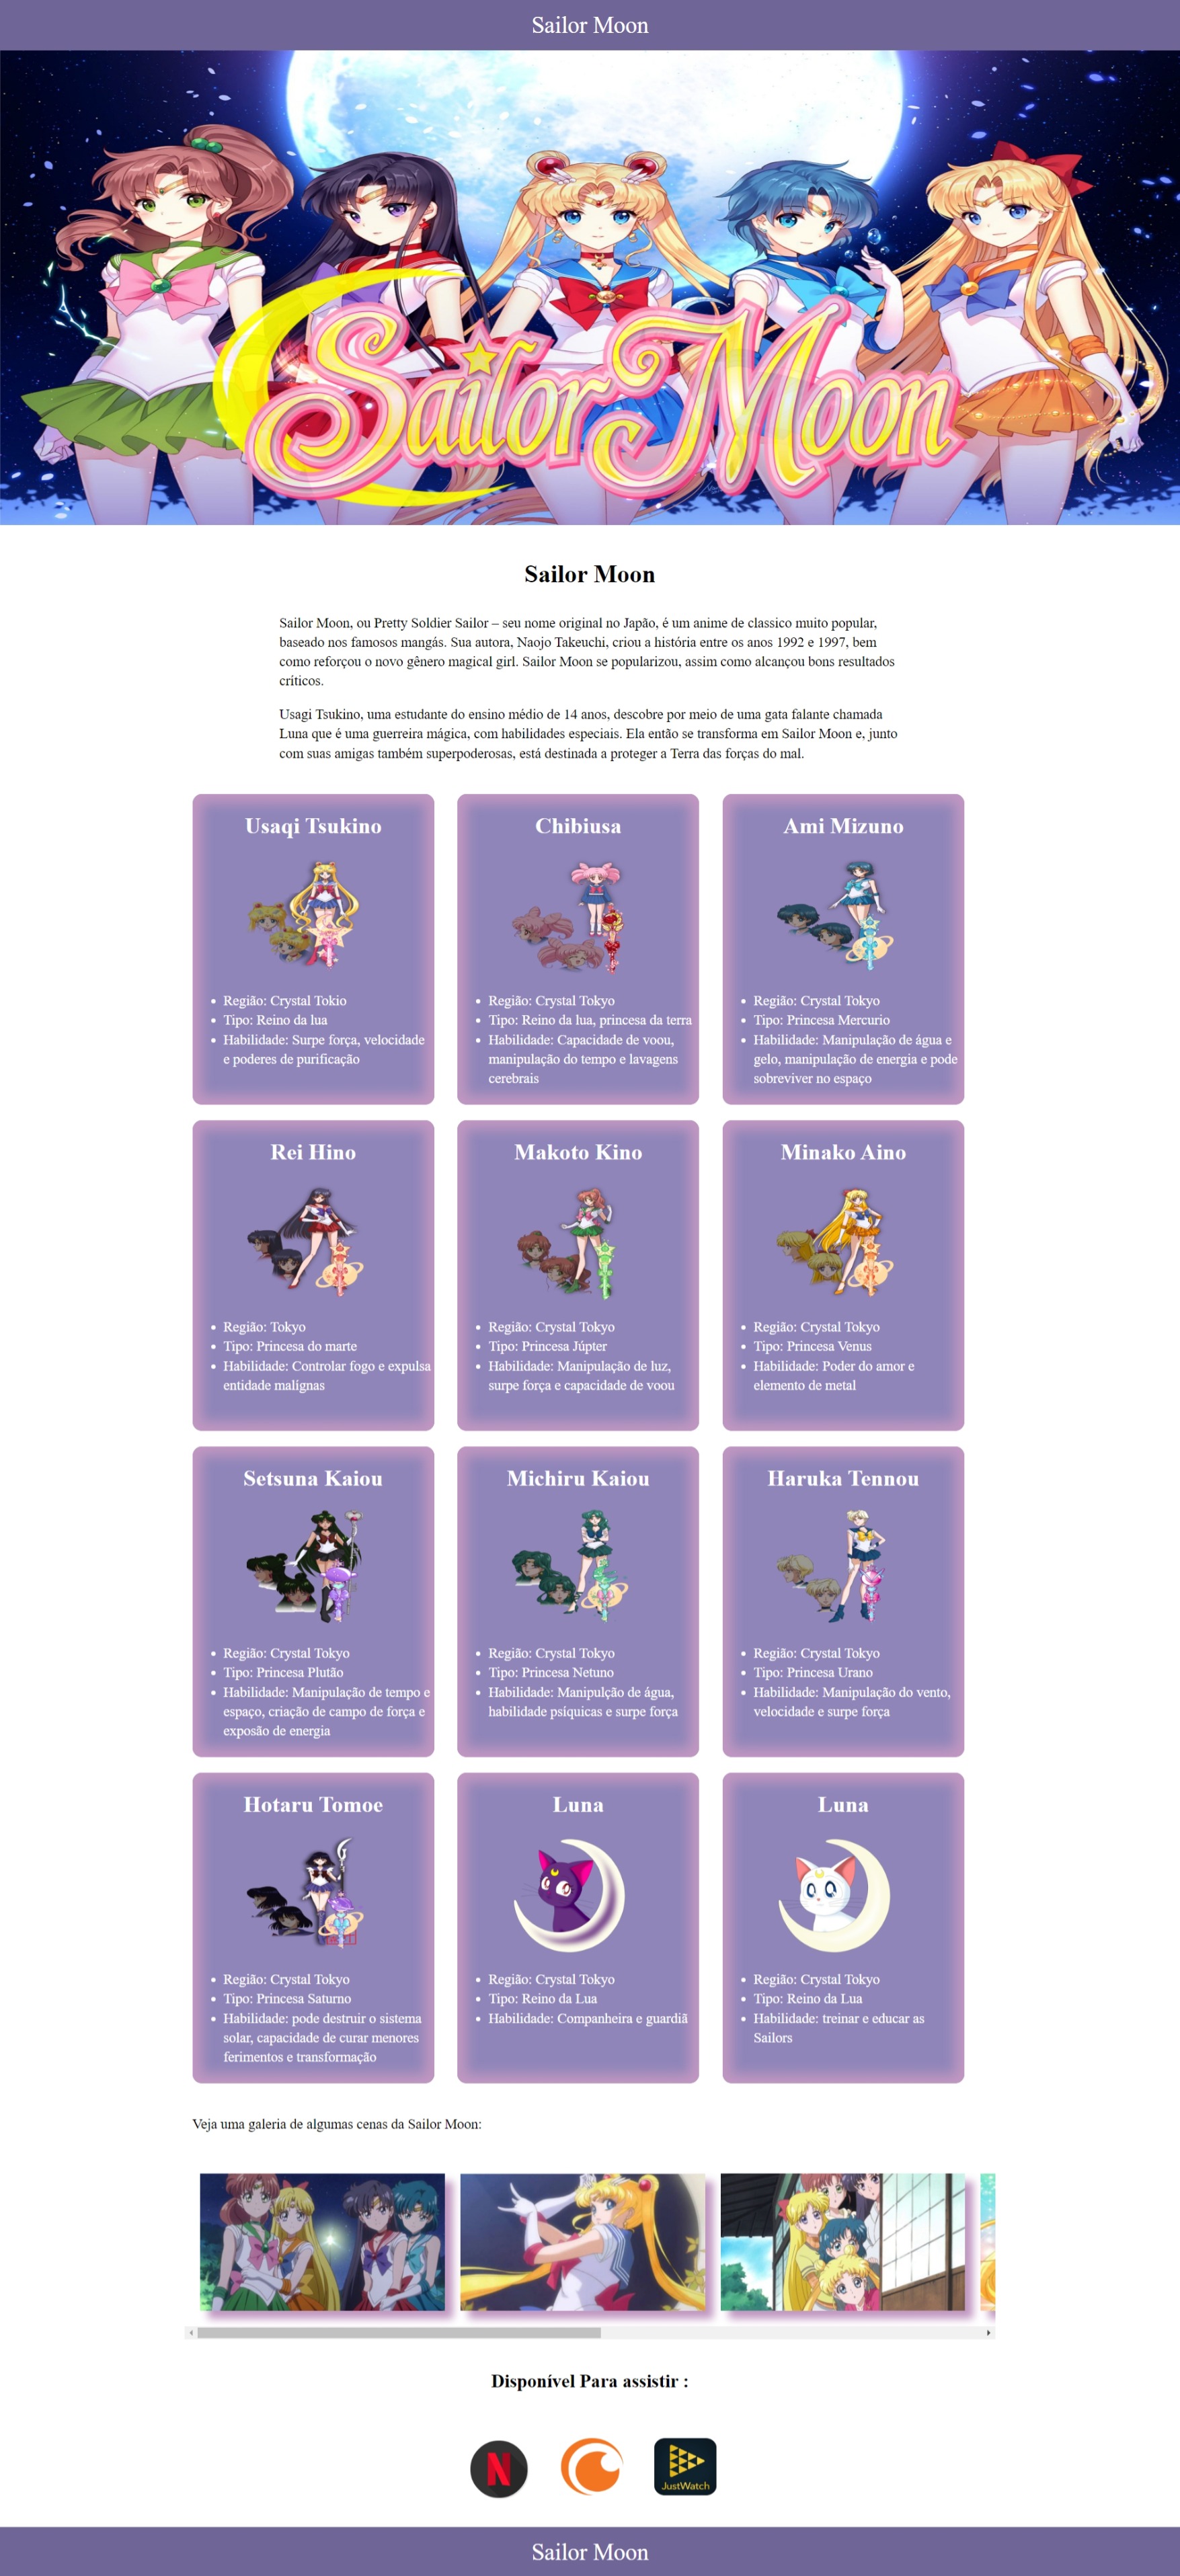 Sailor Moon
Sailor Moon
Sailor Moon
Sailor Moon, ou Pretty Soldier Sailor – seu nome original no Japão, é um anime de classico muito popular,
baseado nos famosos mangás. Sua autora, Naojo Takeuchi, criou a história entre os anos 1992 e 1997, bem
como reforçou o novo gênero magical girl. Sailor Moon se popularizou, assim como alcançou bons resultados
críticos.
Usagi Tsukino, uma estudante do ensino médio de 14 anos, descobre por meio de uma gata falante chamada
Luna que é uma guerreira mágica, com habilidades especiais. Ela então se transforma em Sailor Moon e, junto
com suas amigas também superpoderosas, está destinada a proteger a Terra das forças do mal.
Usaqi Tsukino
• Região: Crystal Tokio
• Tipo: Reino da lua
• Habilidade: Surpe força, velocidade
e poderes de purificação
Chibiusa
• Região: Crystal Tokyo
• Tipo: Reino da lua, princesa da terra
• Habilidade: Capacidade de voou,
manipulação do tempo e lavagens
cerebrais
Ami Mizuno
• Região: Crystal Tokyo
• Tipo: Princesa Mercurio
• Habilidade: Manipulação de água e
gelo, manipulação de energia e pode
sobreviver no espaço
Rei Hino
• Região: Tokyo
• Tipo: Princesa do marte
• Habilidade: Controlar fogo e expulsa
entidade malígnas
Makoto Kino
• Região: Crystal Tokyo
• Tipo: Princesa Júpter
• Habilidade: Manipulação de luz,
surpe força e capacidade de voou
Minako Aino
• Região: Crystal Tokyo
• Tipo: Princesa Venus
• Habilidade: Poder do amor e
elemento de metal
Setsuna Kaiou
• Região: Crystal Tokyo
• Tipo: Princesa Plutão
• Habilidade: Manipulação de tempo e
espaço, criação de campo de força e
exposão de energia
Michiru Kaiou
• Região: Crystal Tokyo
• Tipo: Princesa Netuno
• Habilidade: Manipulção de água,
habilidade psíquicas e surpe força
Haruka Tennou
• Região: Crystal Tokyo
• Tipo: Princesa Urano
• Habilidade: Manipulação do vento,
velocidade e surpe força
Hotaru Tomoe
• Região: Crystal Tokyo
• Tipo: Princesa Saturno
• Habilidade: pode destruir o sistema
solar, capacidade de curar menores
ferimentos e transformação
Luna
• Região: Crystal Tokyo
• Tipo: Reino da Lua
• Habilidade: Companheira e guardiã
Luna
• Região: Crystal Tokyo
• Tipo: Reino da Lua
• Habilidade: treinar e educar as
Sailors
Veja uma galeria de algumas cenas da Sailor Moon:
Disponível Para assistir :
N
JustWatch
Sailor Moon